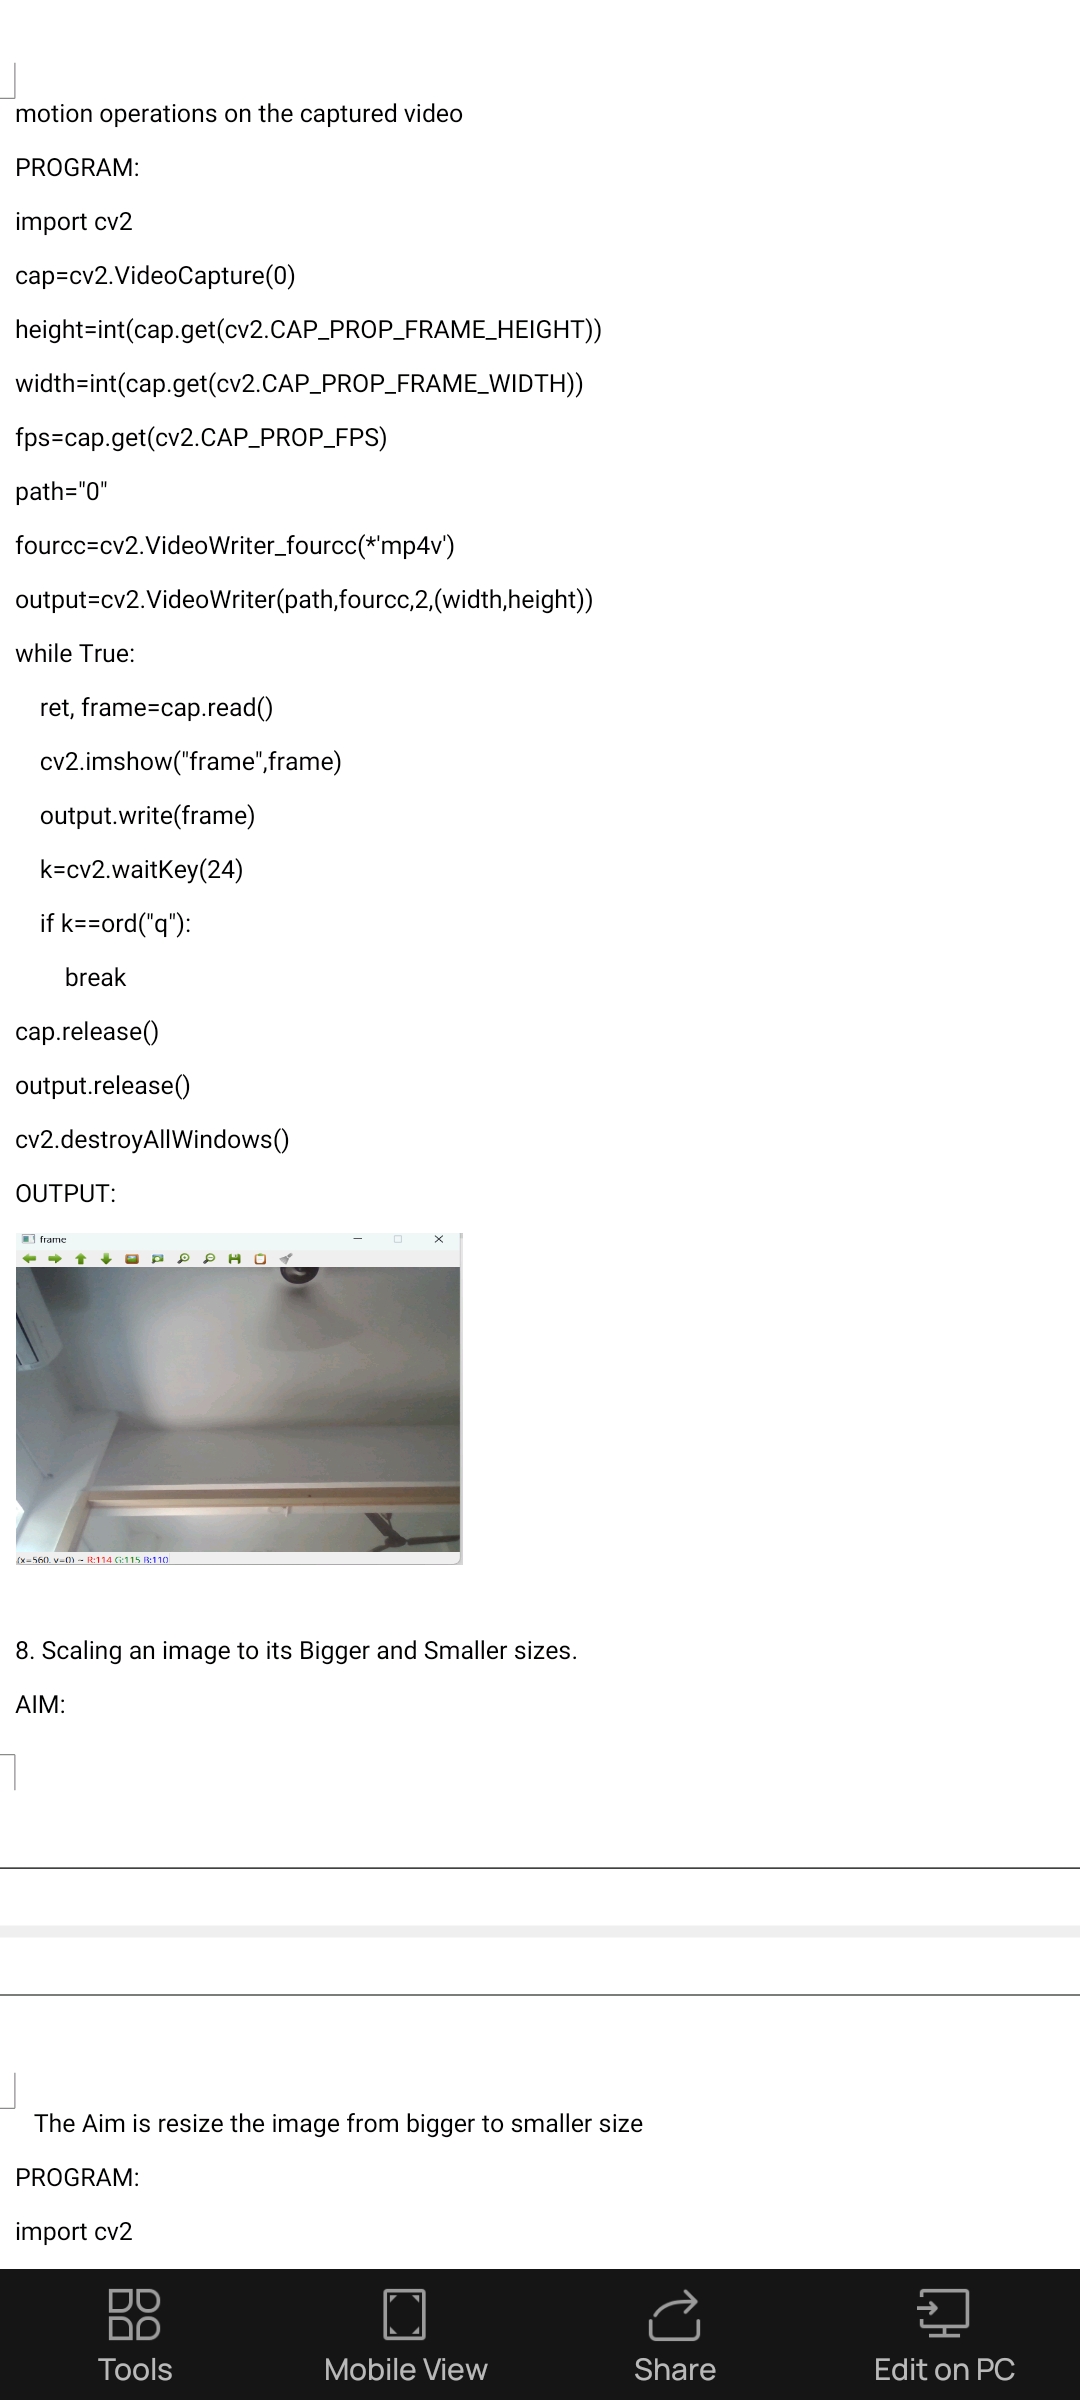 motion operations on the captured video
PROGRAM:
import cv2
cap=cv2.VideoCapture(0)
height=int(cap.get(cv2.CAP_PROP_FRAME_HEIGHT))
width=int(cap.get(cv2.CAP_PROP_FRAME_WIDTH))
fps=cap.get(cv2.CAP_PROP_FPS)
path="0"
fourcc=cv2.VideoWriter_fourcc(*'mp4v')
output=cv2.VideoWriter(path,fourcc,2,(width,height))
while True:
ret, frame=cap.read()
cv2.imshow("frame",frame)
output.write(frame)
k=cv2.waitKey(24)
if k==ord("q"):
break
cap.release()
output.release()
cv2.destroyAllWindows()
OUTPUT:
frame
(x=560, y=0) ~ R:114 G:115 B:110
8. Scaling an image to its Bigger and Smaller sizes.
AIM:
The Aim is resize the image from bigger to smaller size
PROGRAM:
import cv2
Tools Mobile View Share Edit on PC